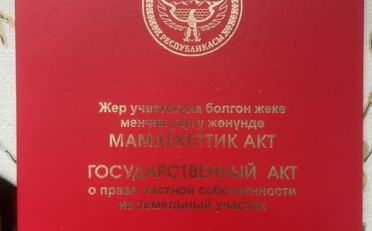 РЕСПУБЛИКАСЫ
Жер участогуна болгон жеке
менчик укугу жөнүндө
МАМЛЕКЕТТИК АКТ
ГОСУДАРСТВЕННЫЙ АКТ
о праве частной собственности
на земельный участок